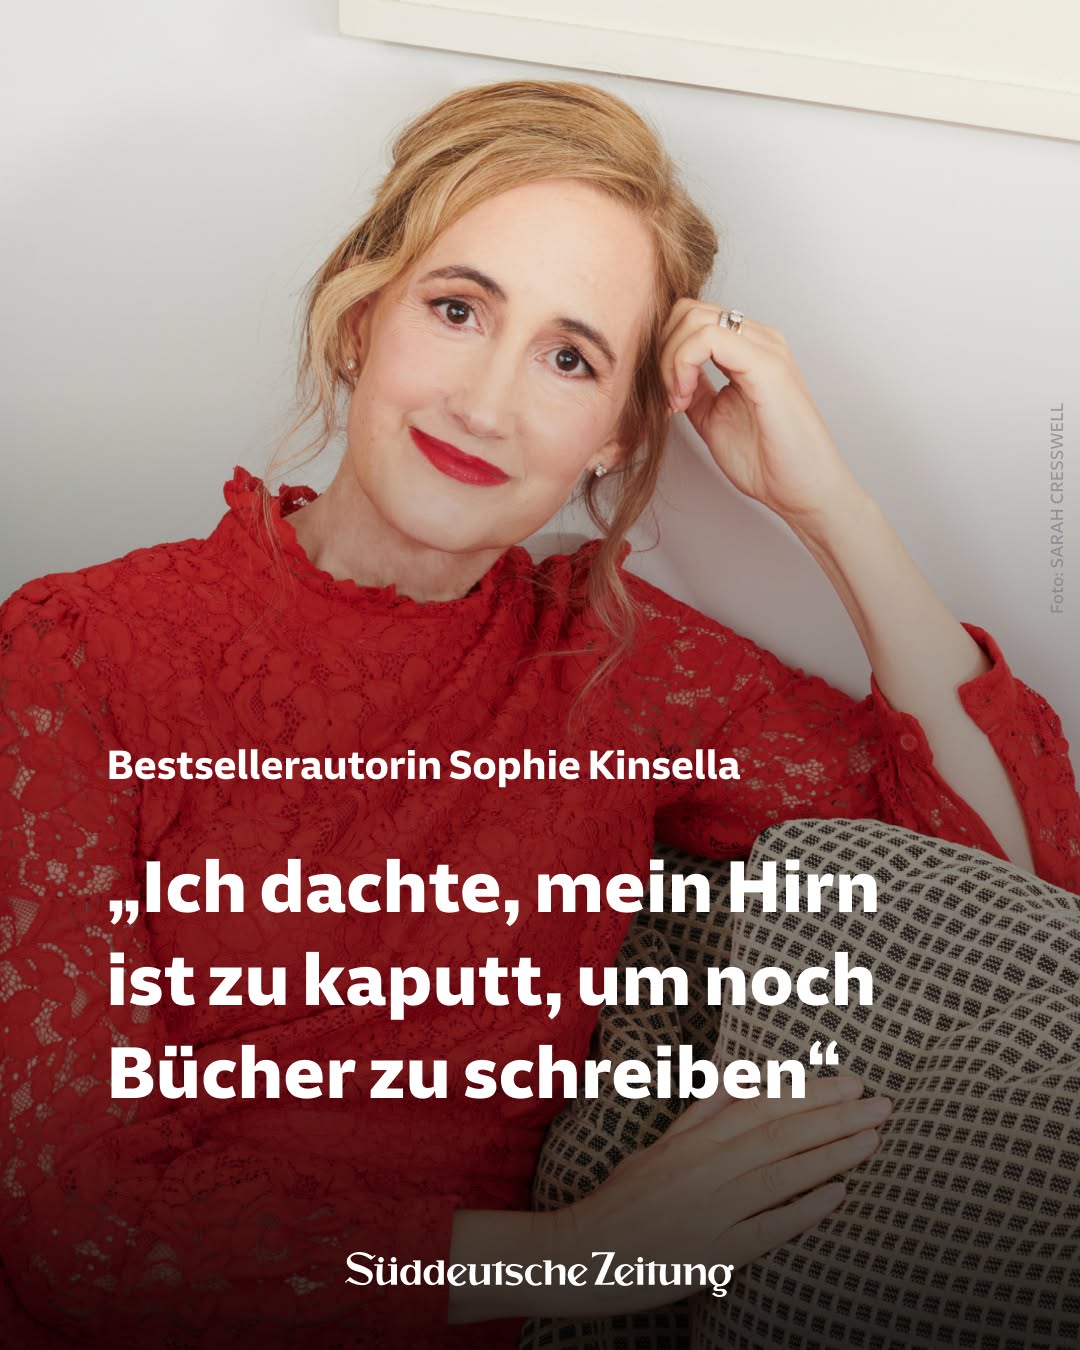 Foto: SARAH CRESSWELL
Bestsellerautorin Sophie Kinsella
„Ich dachte, mein Hirn
ist zu kaputt, um noch
Bücher zu schreiben“
Süddeutsche Zeitung